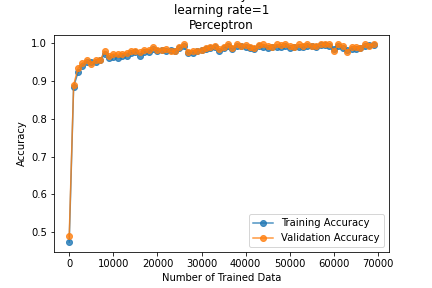 learning rate=1
Perceptron
1.0
0.9
0.8
0.7
0.6
0.5
Accuracy
Training Accuracy
Validation Accuracy
0 10000 20000 30000 40000 50000 60000 70000
Number of Trained Data